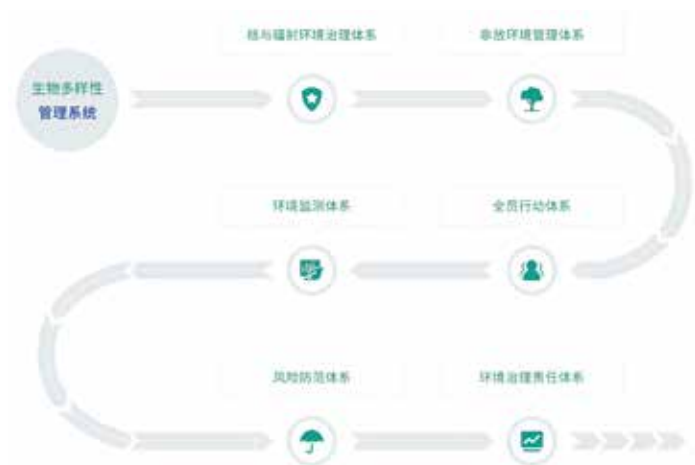 生物多样性
管理系统
核与辐射环境治理体系
非放环境管理体系
环境监测体系
全员行动体系
风险防范体系
环境治理责任体系